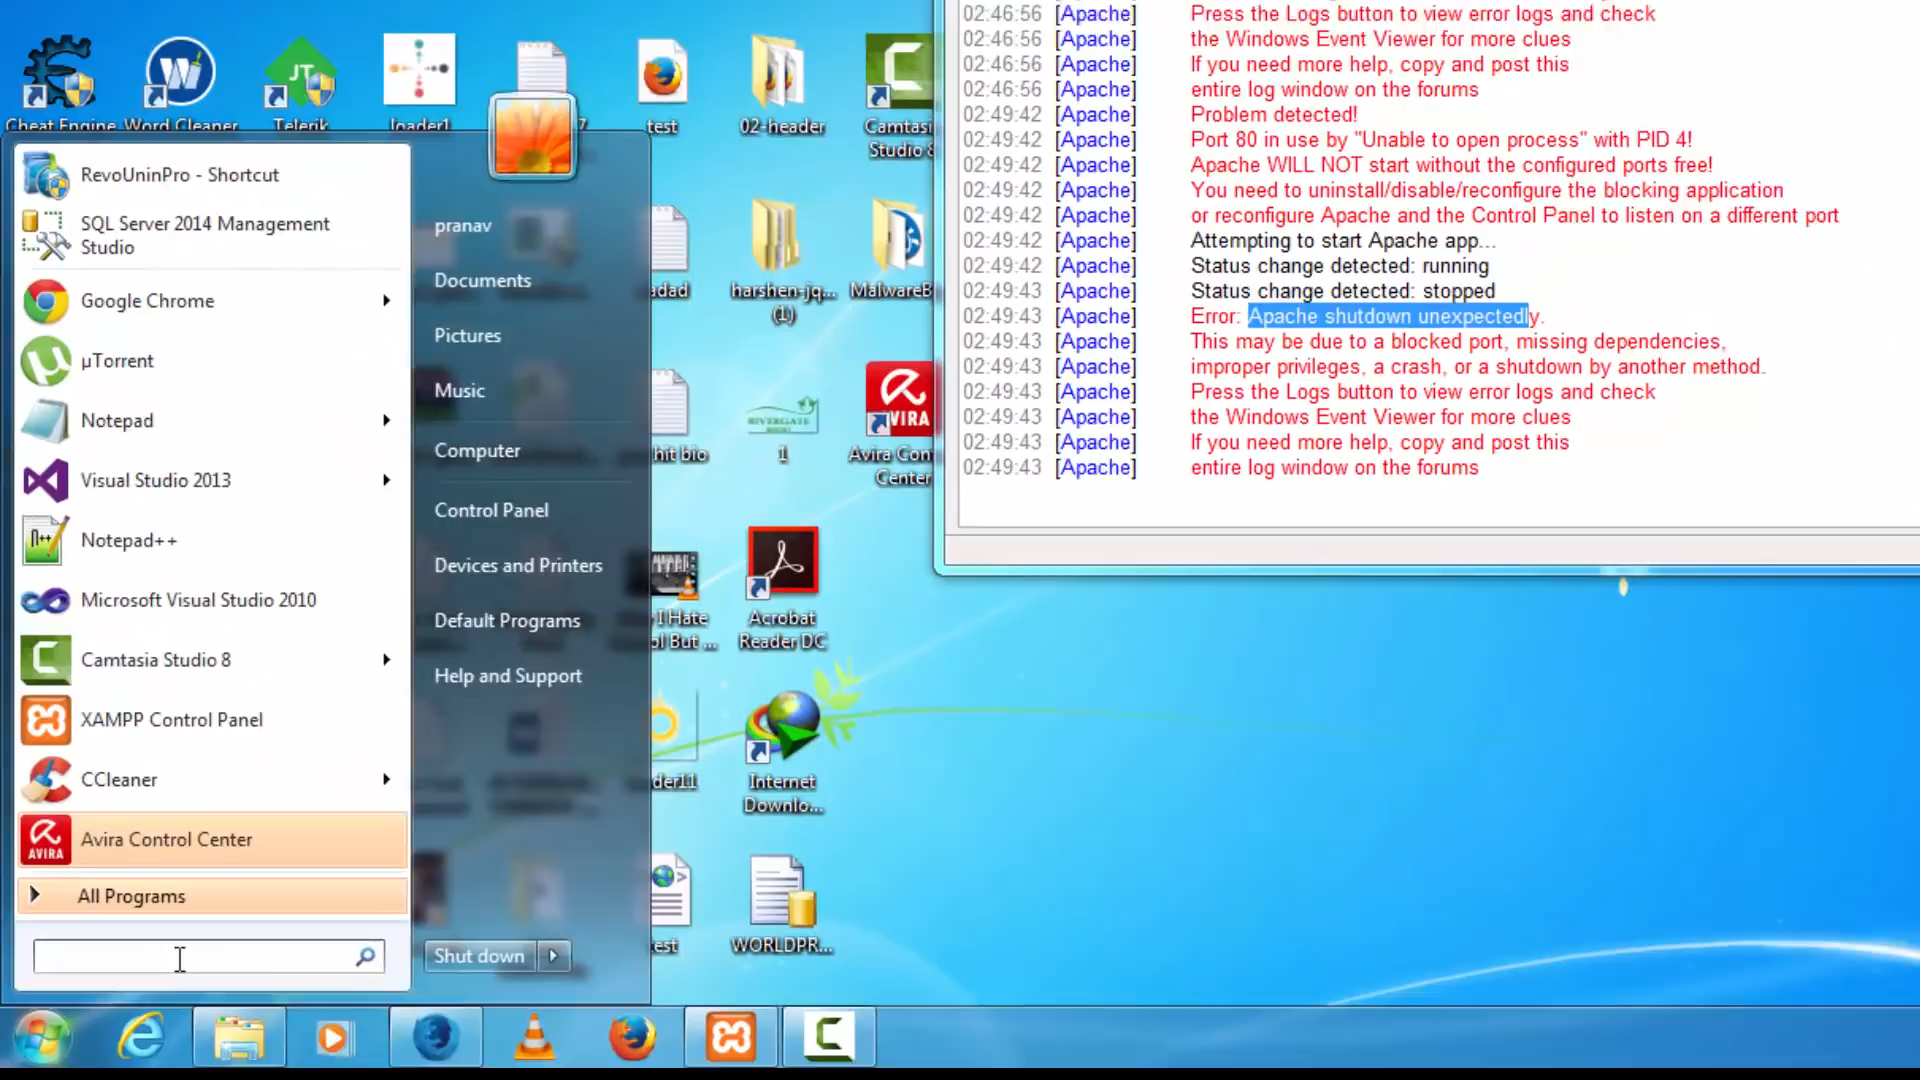 Cheat Engine
Word Cleaner
Telerik
loader1
7
test
02-header
Camtasi
Studio 8
RevoUninPro - Shortcut
SQL Server 2014 Management
Studio
Google Chrome
µTorrent
Notepad
Visual Studio 2013
Notepad++
Microsoft Visual Studio 2010
Camtasia Studio 8
XAMPP Control Panel
CCleaner
AVIRA
Avira Control Center
All Programs
pranav
Documents
Pictures
Music
Computer
Control Panel
Devices and Printers
Default Programs
Help and Support
Shut down
adad
harshen-jq...
(1)
MalwareB
hit bio
RIVERGATE
1
AVIRA
Avira Con
Center
I Hate
ol But ...
Acrobat
Reader DC
der11
Internet
Downlo...
est
WORLDPR...
02:46:56 [Apache] Press the Logs button to view error logs and check
02:46:56 [Apache] the Windows Event Viewer for more clues
02:46:56 [Apache] If you need more help, copy and post this
02:46:56 [Apache] entire log window on the forums
02:49:42 [Apache] Problem detected!
02:49:42 [Apache] Port 80 in use by "Unable to open process" with PID 4!
02:49:42 [Apache] Apache WILL NOT start without the configured ports free!
02:49:42 [Apache] You need to uninstall/disable/reconfigure the blocking application
02:49:42 [Apache] or reconfigure Apache and the Control Panel to listen on a different port
02:49:42 [Apache] Attempting to start Apache app...
02:49:42 [Apache] Status change detected: running
02:49:43 [Apache] Status change detected: stopped
02:49:43 [Apache] Error: Apache shutdown unexpectedly.
02:49:43 [Apache] This may be due to a blocked port, missing dependencies,
02:49:43 [Apache] improper privileges, a crash, or a shutdown by another method.
02:49:43 [Apache] Press the Logs button to view error logs and check
02:49:43 [Apache] the Windows Event Viewer for more clues
02:49:43 [Apache] If you need more help, copy and post this
02:49:43 [Apache] entire log window on the forums